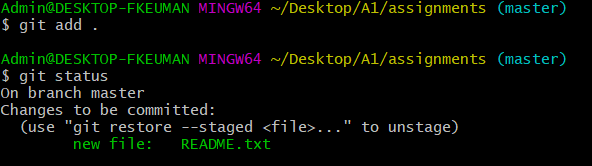 Admin@DESKTOP-FKEUMAN MINGW64 ~/Desktop/A1/assignments (master)
$ git add .
Admin@DESKTOP-FKEUMAN MINGW64 ~/Desktop/A1/assignments (master)
$ git status
On branch master
Changes to be committed:
  (use "git restore --staged <file>..." to unstage)
        new file:   README.txt